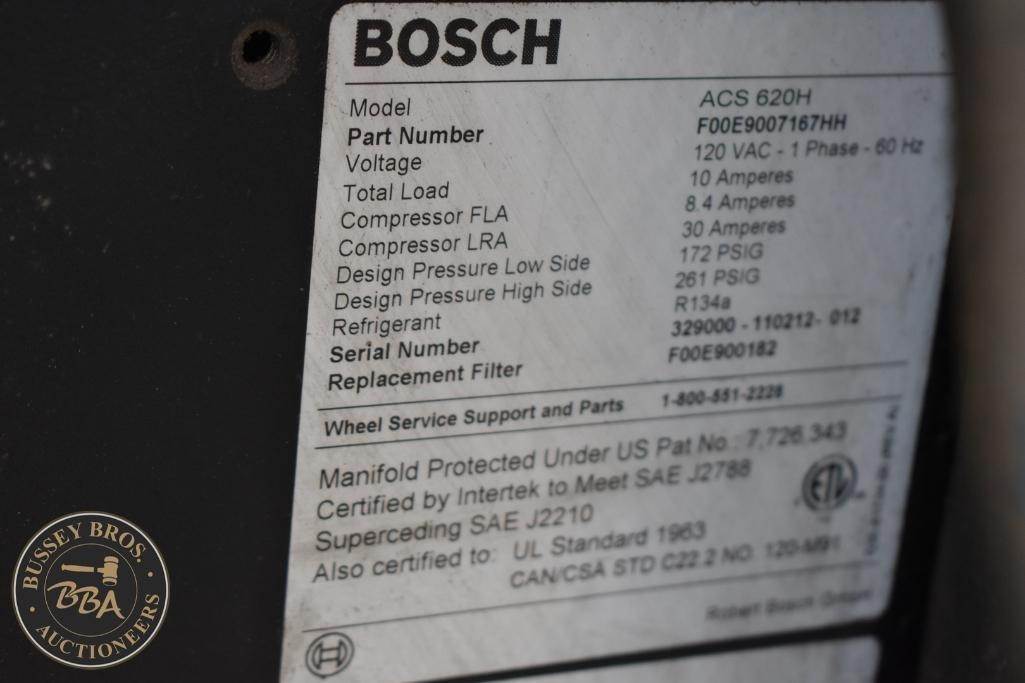 BOSCH
Model ACS 620H
Part Number F00E9007167HH
Voltage 120 VAC - 1 Phase - 60 Hz
Total Load 10 Amperes
Compressor FLA 8.4 Amperes
Compressor LRA 30 Amperes
Design Pressure Low Side 172 PSIG
Design Pressure High Side 261 PSIG
Refrigerant R134a
Serial Number 329000 - 110212- 012
Replacement Filter F00E900182
Wheel Service Support and Parts 1-800-551-2228
Manifold Protected Under US Pat No.: 7,726,343
Certified by Intertek to Meet SAE J2788
Superceding SAE J2210
Also certified to: UL Standard 1963
CAN/CSA STD C22.2 NO. 120-M91
Robert Bosch GmbH
ETL
BUSSEY BROS.
BBA
AUCTIONEERS